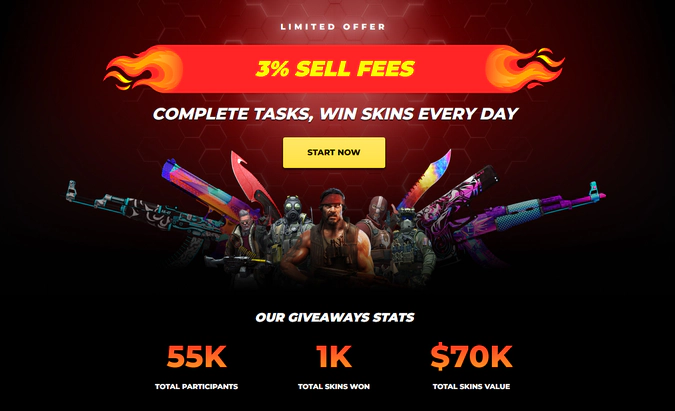 LIMITED OFFER
3% SELL FEES
COMPLETE TASKS, WIN SKINS EVERY DAY
START NOW
OUR GIVEAWAYS STATS
55K 1K $70K
TOTAL PARTICIPANTS TOTAL SKINS WON TOTAL SKINS VALUE